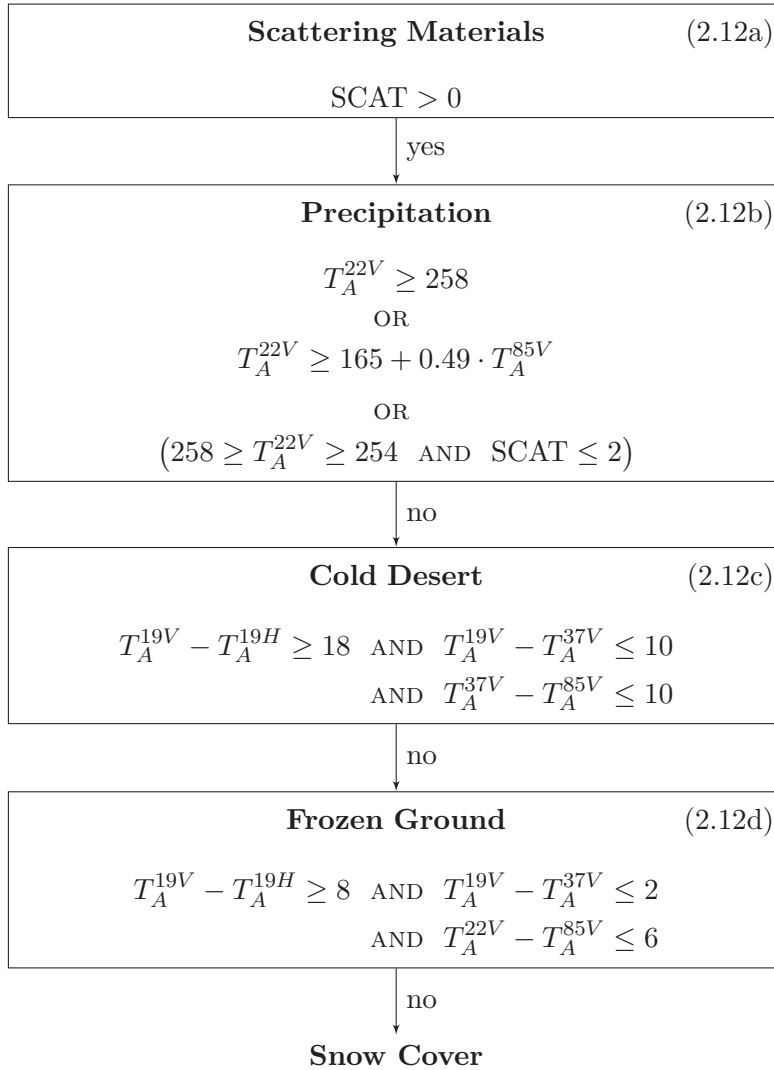 Scattering Materials (2.12a)
SCAT > 0
yes
Precipitation (2.12b)
T_A^{22V} ≥ 258
OR
T_A^{22V} ≥ 165 + 0.49 · T_A^{85V}
OR
(258 ≥ T_A^{22V} ≥ 254 AND SCAT ≤ 2)
no
Cold Desert (2.12c)
T_A^{19V} − T_A^{19H} ≥ 18 AND T_A^{19V} − T_A^{37V} ≤ 10
AND T_A^{37V} − T_A^{85V} ≤ 10
no
Frozen Ground (2.12d)
T_A^{19V} − T_A^{19H} ≥ 8 AND T_A^{19V} − T_A^{37V} ≤ 2
AND T_A^{22V} − T_A^{85V} ≤ 6
no
Snow Cover